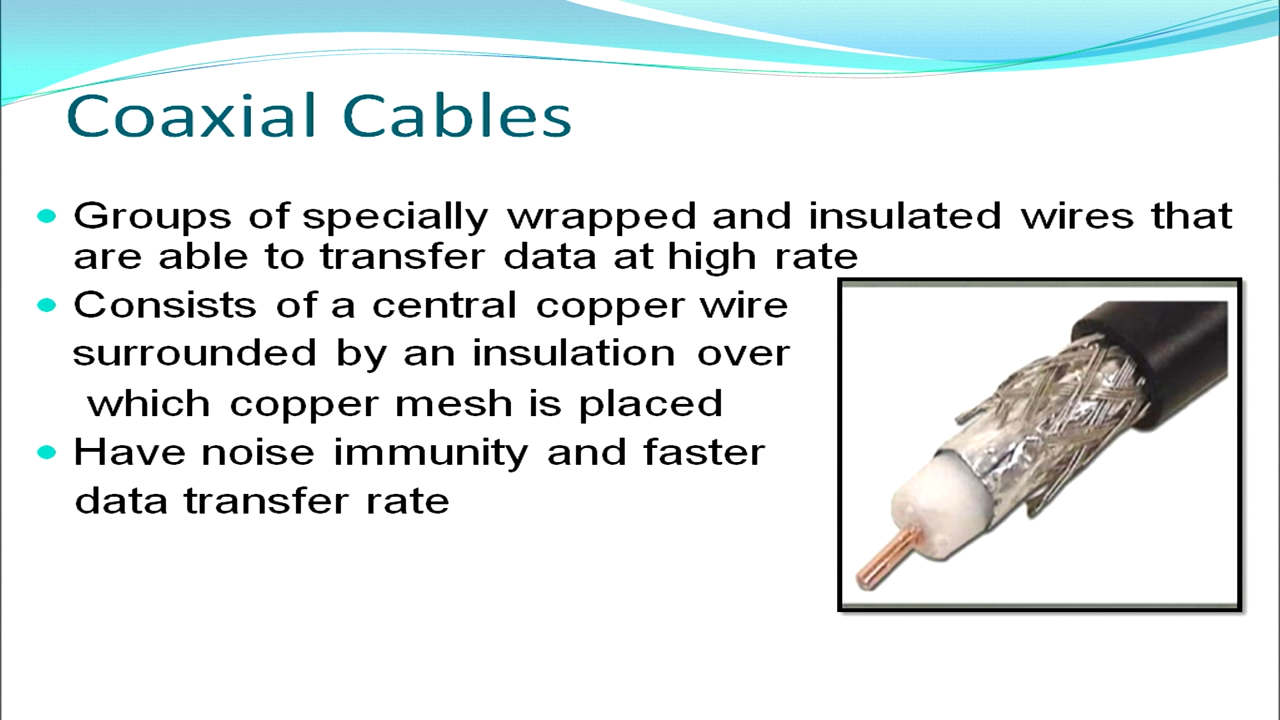 Coaxial Cables
Groups of specially wrapped and insulated wires that
are able to transfer data at high rate
Consists of a central copper wire
surrounded by an insulation over
which copper mesh is placed
Have noise immunity and faster
data transfer rate